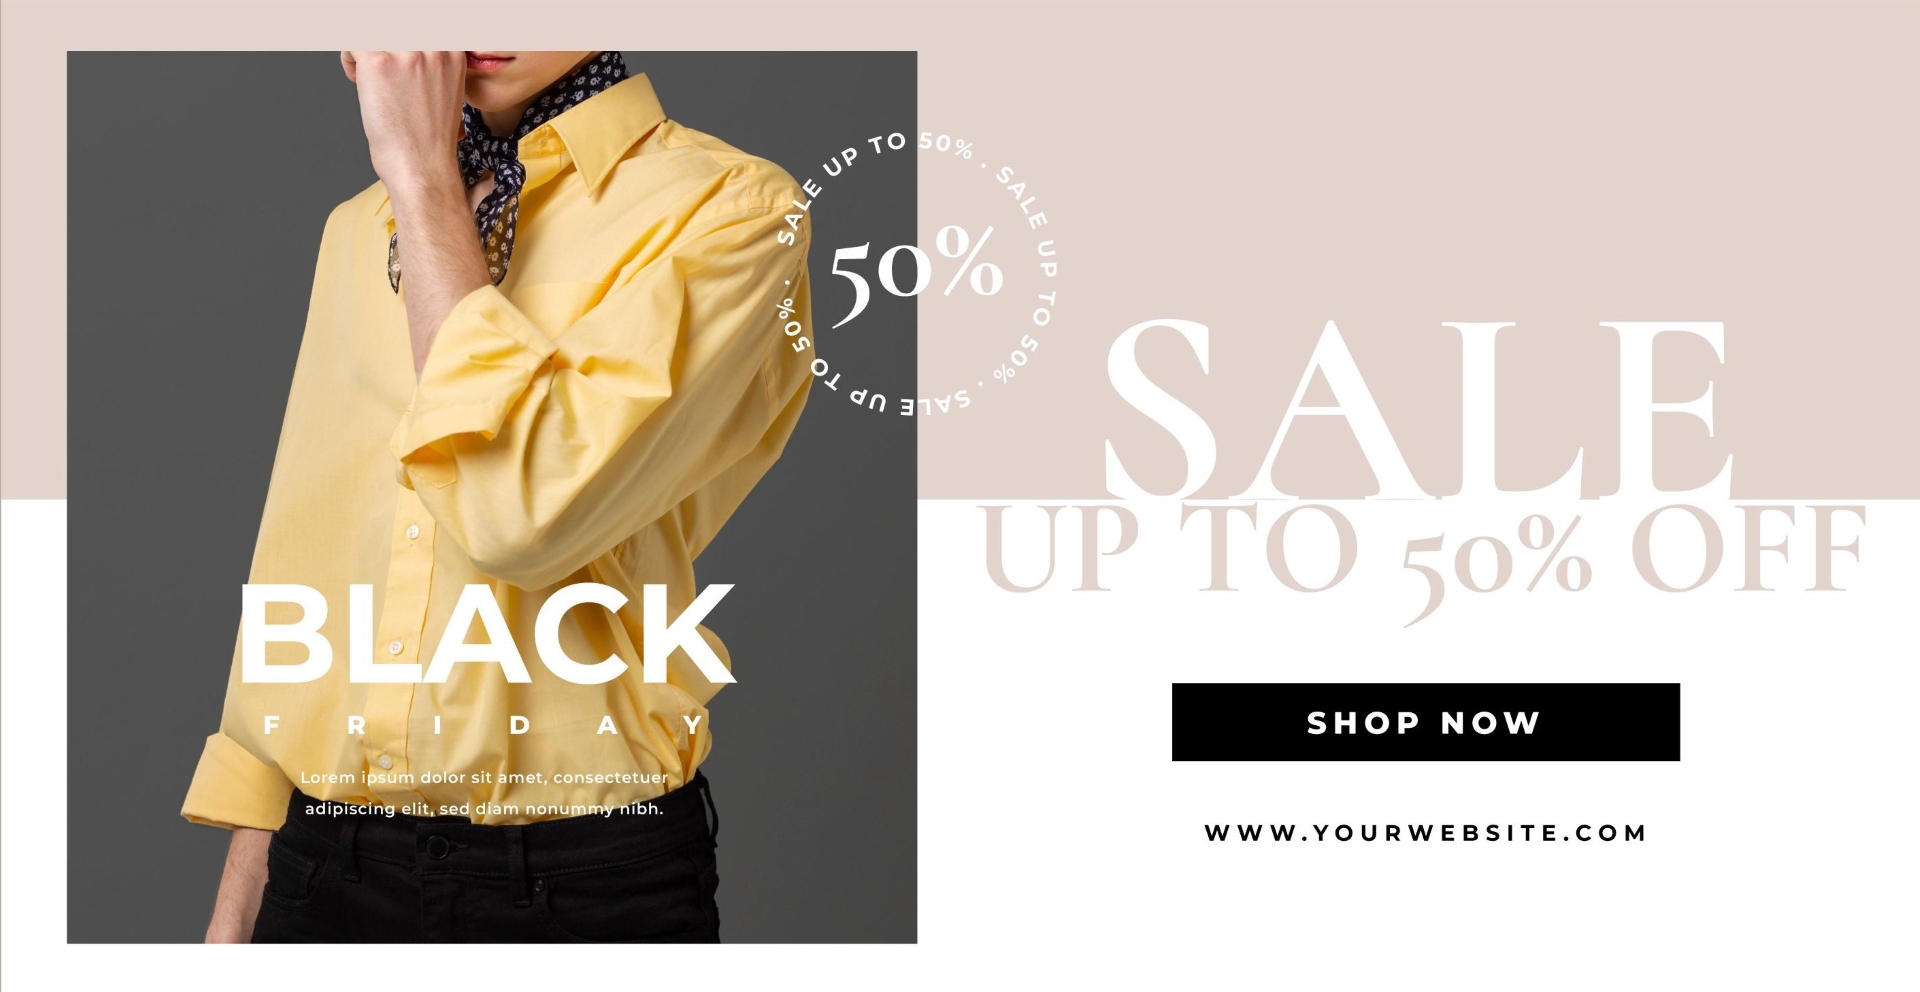 SALE UP TO 50% · SALE UP TO 50% · SALE UP TO 50% ·
50%
SALE
UP TO 50% OFF
BLACK
FRIDAY
Lorem ipsum dolor sit amet, consectetuer
adipiscing elit, sed diam nonummy nibh.
SHOP NOW
WWW.YOURWEBSITE.COM